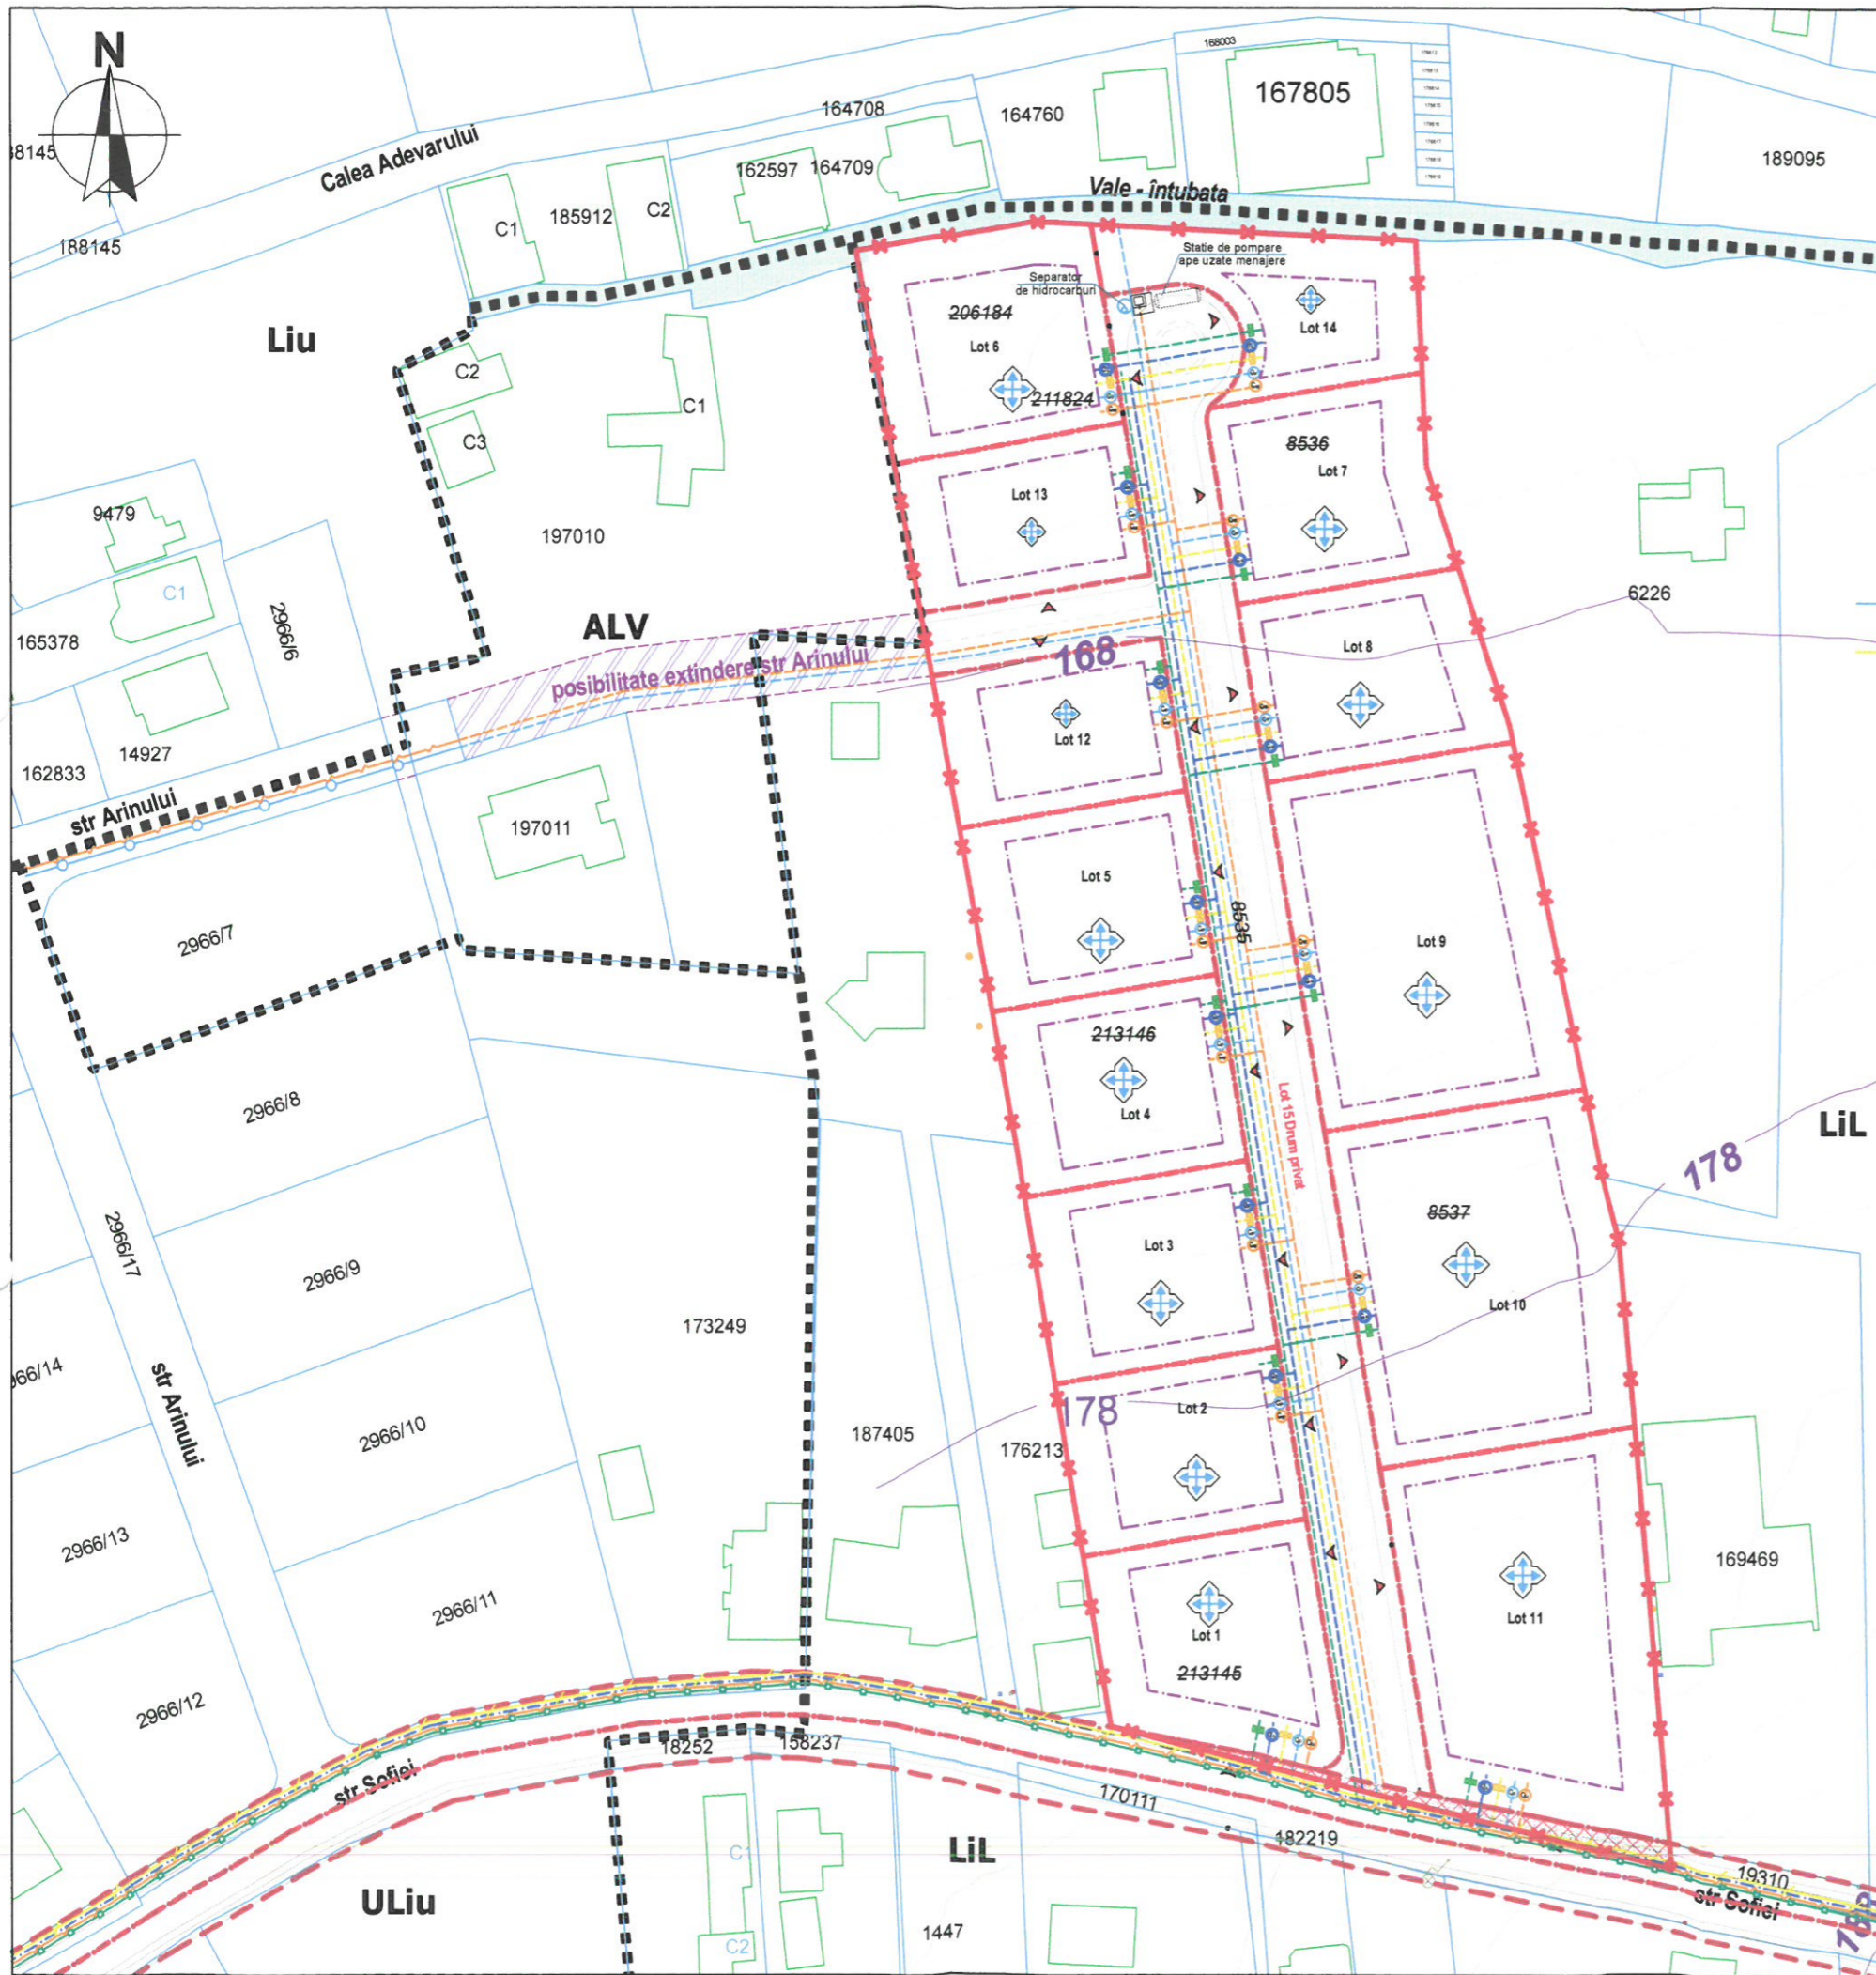 N
168003
167805
164708
164760
38145
Calea Adevarului
162597
164709
189095
Vale - întubata
C1
185912
C2
188145
Statie de pompare
ape uzate menajere
Separator
de hidrocarburi
206184
Lot 6
Lot 14
Liu
C2
C1
211824
C3
8536
Lot 7
Lot 13
9479
197010
C1
6226
2966/6
ALV
165378
Lot 8
168
posibilitate extindere str Arinului
Lot 12
14927
162833
str Arinului
197011
Lot 5
8535
2966/7
Lot 9
213146
Lot 4
2966/8
Lot 15 Drum privat
LiL
178
8537
2966/17
Lot 3
2966/9
Lot 10
173249
966/14
str Arinului
178
Lot 2
2966/10
187405
176213
2966/13
169469
2966/11
Lot 1
Lot 11
213145
2966/12
18252
158237
str Sofiei
170111
182219
C1
LiL
19310
str Sofiei
ULiu
1447
C2
188